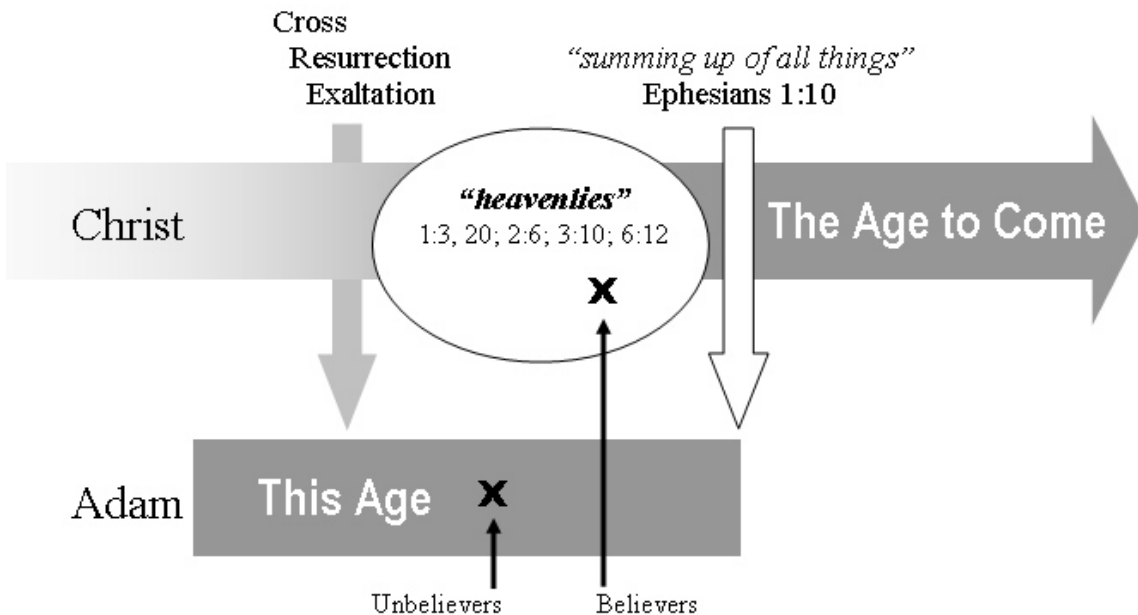 Cross
Resurrection
Exaltation
“summing up of all things”
Ephesians 1:10
Christ
“heavenlies”
1:3, 20; 2:6; 3:10; 6:12
x
The Age to Come
Adam
This Age
x
Unbelievers
Believers